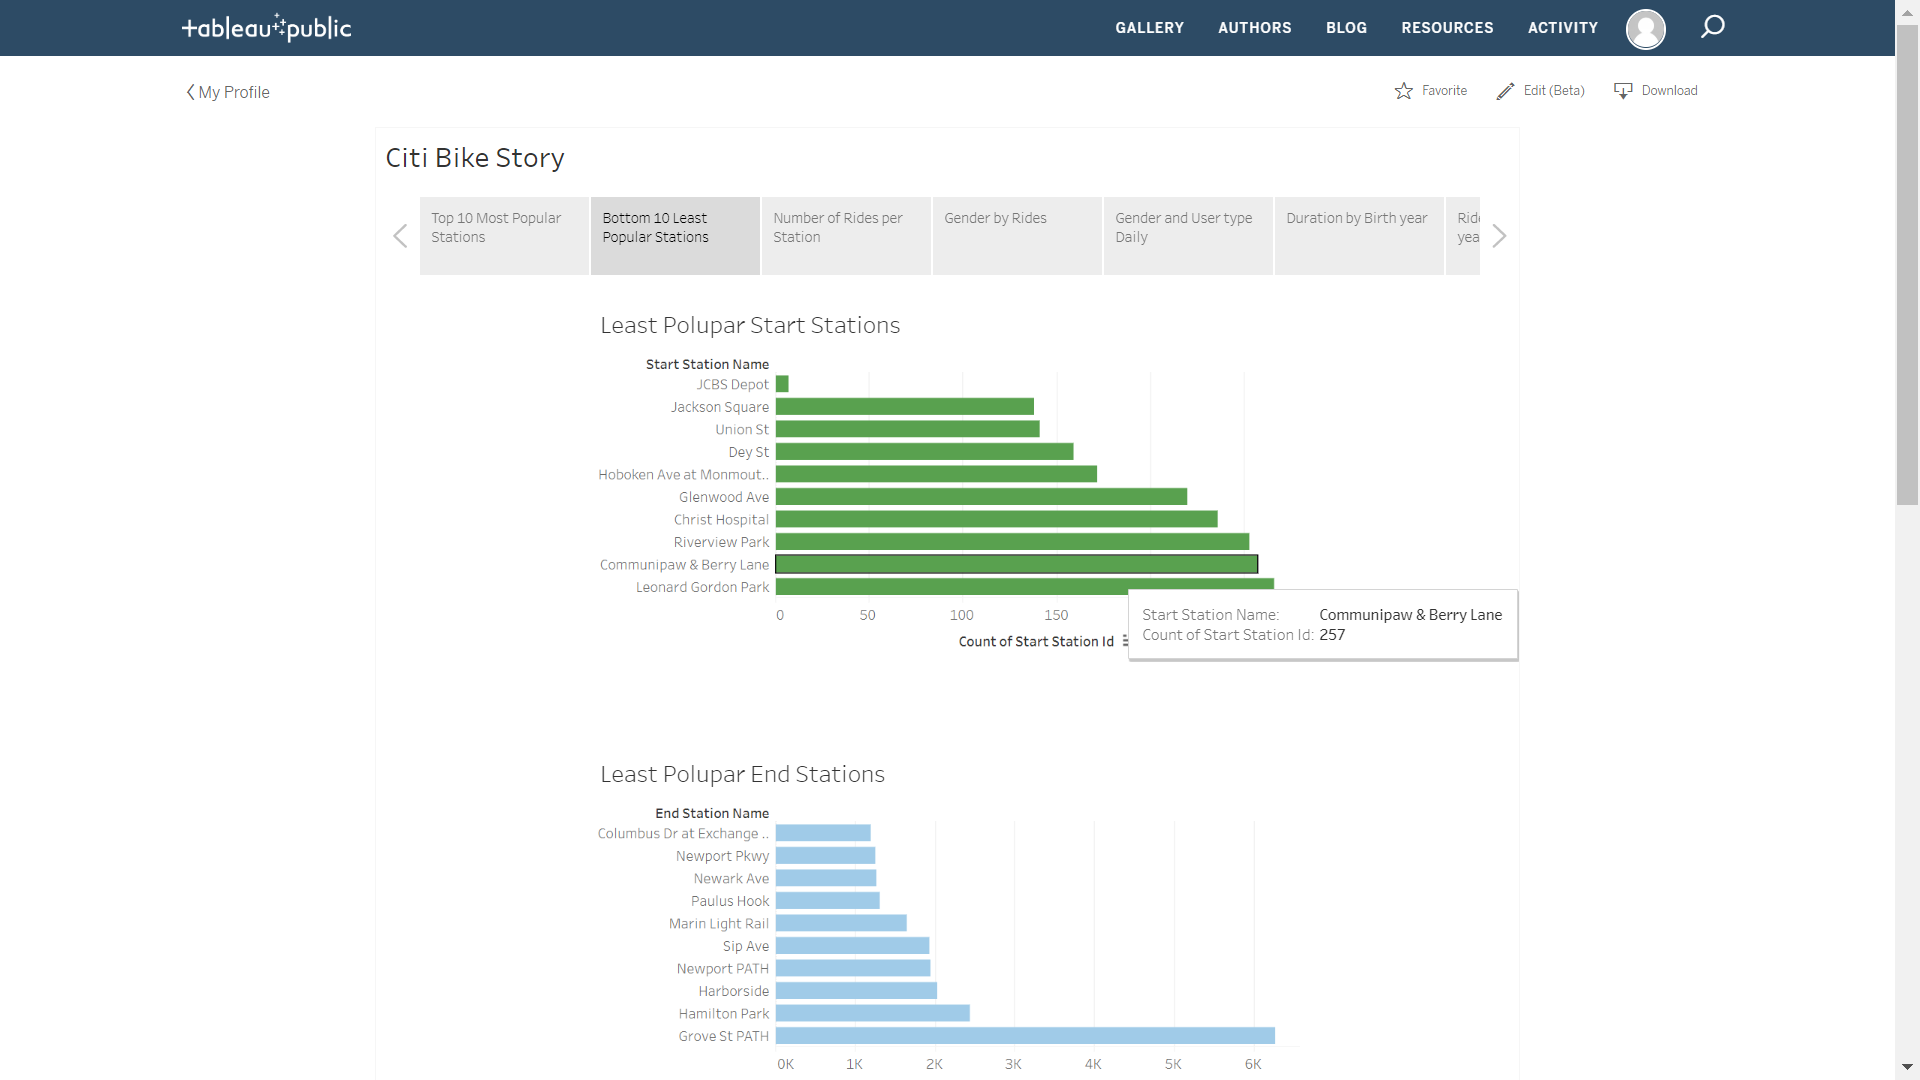 tableau public
GALLERY AUTHORS BLOG RESOURCES ACTIVITY
My Profile
Favorite Edit (Beta) Download
Citi Bike Story
Top 10 Most Popular
Stations
Bottom 10 Least
Popular Stations
Number of Rides per
Station
Gender by Rides
Gender and User type
Daily
Duration by Birth year
Least Polupar Start Stations
Start Station Name
JCBS Depot
Jackson Square
Union St
Dey St
Hoboken Ave at Monmout..
Glenwood Ave
Christ Hospital
Riverview Park
Communipaw & Berry Lane
Leonard Gordon Park
0 50 100 150
Count of Start Station Id
Start Station Name: Communipaw & Berry Lane
Count of Start Station Id: 257
Least Polupar End Stations
End Station Name
Columbus Dr at Exchange ..
Newport Pkwy
Newark Ave
Paulus Hook
Marin Light Rail
Sip Ave
Newport PATH
Harborside
Hamilton Park
Grove St PATH
0K 1K 2K 3K 4K 5K 6K